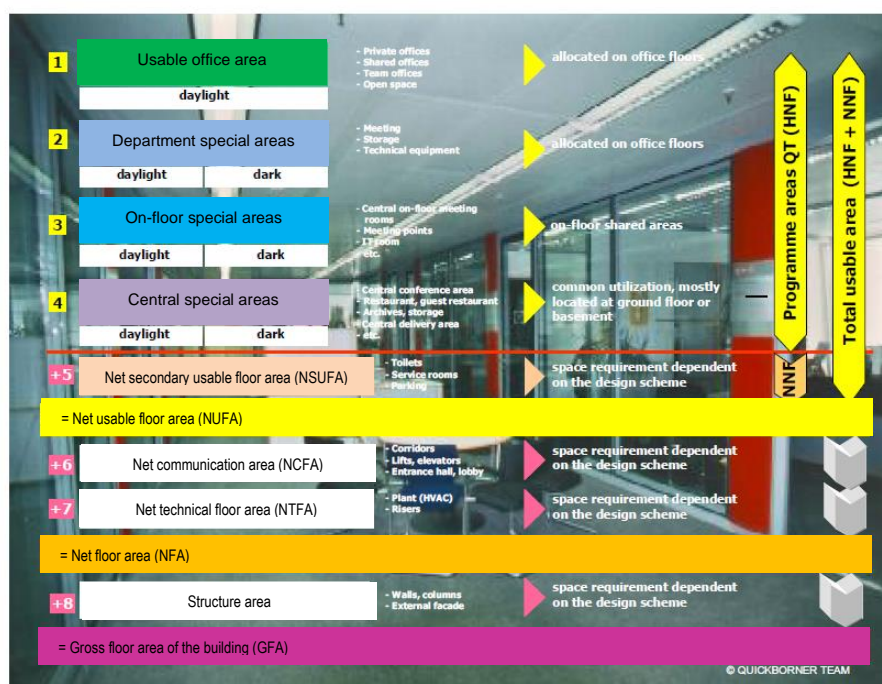 1
Usable office area
daylight
- Private offices
- Shared offices
- Team offices
- Open space
allocated on office floors
2
Department special areas
daylight
dark
- Meeting
- Storage
- Technical equipment
allocated on office floors
3
On-floor special areas
daylight
dark
- Central on-floor meeting
rooms
- Meeting points
- IT room
- etc.
on-floor shared areas
4
Central special areas
daylight
dark
- Central conference area
- Restaurant, guest restaurant
- Archives, storage
- Central delivery area
- etc.
common utilization, mostly
located at ground floor or
basement
Programme areas QT (HNF)
Total usable area (HNF + NNF)
+5
Net secondary usable floor area (NSUFA)
- Toilets
- Service rooms
- Parking
space requirement dependent
on the design scheme
NNF
= Net usable floor area (NUFA)
+6
Net communication area (NCFA)
- Corridors
- Lifts, elevators
- Entrance hall, lobby
space requirement dependent
on the design scheme
+7
Net technical floor area (NTFA)
- Plant (HVAC)
- Risers
space requirement dependent
on the design scheme
= Net floor area (NFA)
+8
Structure area
- Walls, columns
- External facade
space requirement dependent
on the design scheme
= Gross floor area of the building (GFA)
© QUICKBORNER TEAM